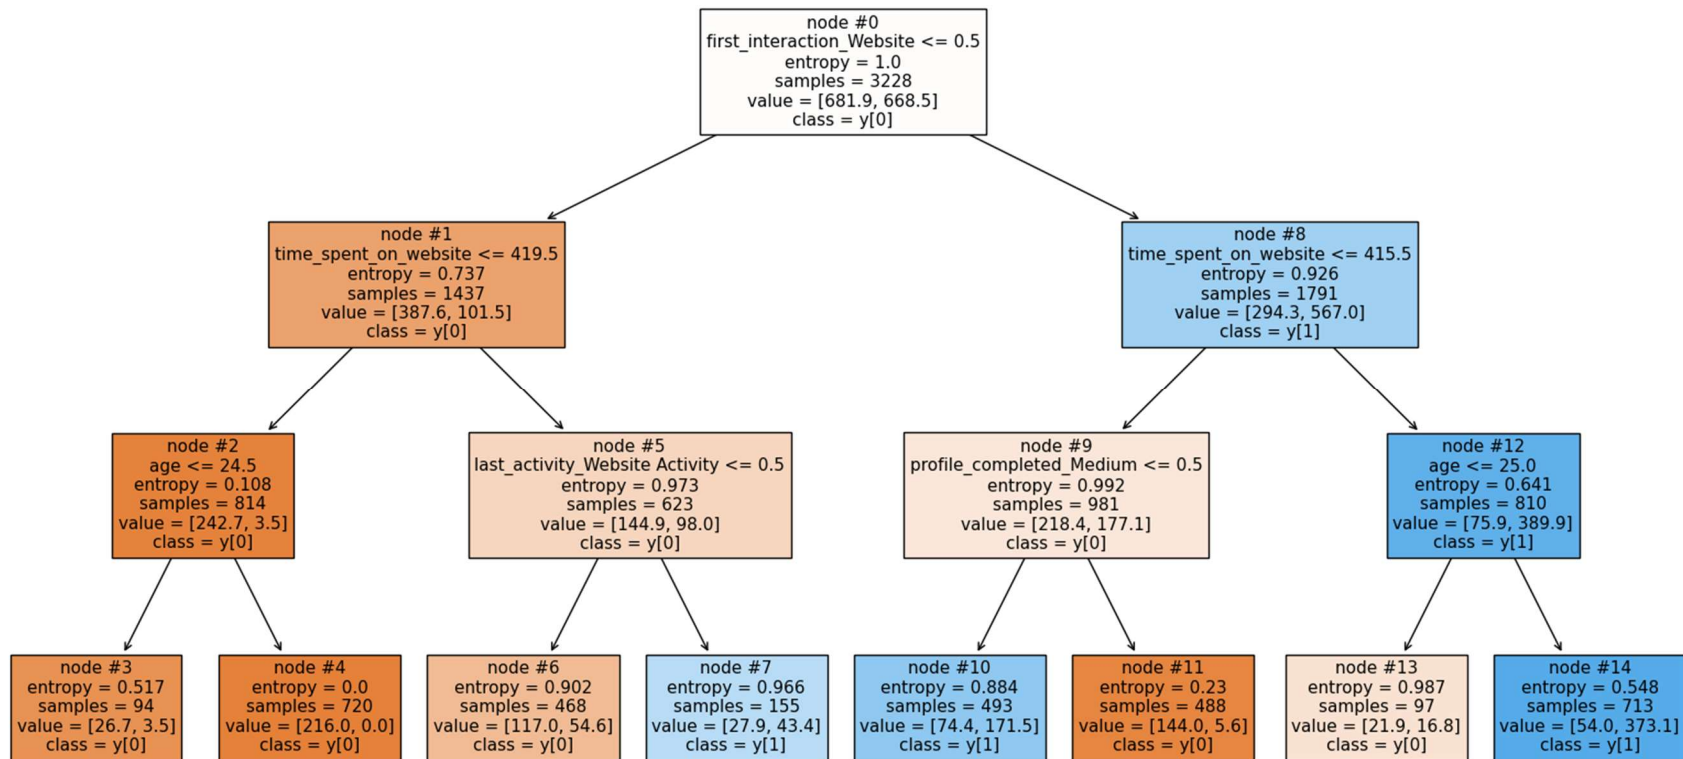 node #0
first_interaction_Website <= 0.5
entropy = 1.0
samples = 3228
value = [681.9, 668.5]
class = y[0]
node #1
time_spent_on_website <= 419.5
entropy = 0.737
samples = 1437
value = [387.6, 101.5]
class = y[0]
node #8
time_spent_on_website <= 415.5
entropy = 0.926
samples = 1791
value = [294.3, 567.0]
class = y[1]
node #2
age <= 24.5
entropy = 0.108
samples = 814
value = [242.7, 3.5]
class = y[0]
node #5
last_activity_Website Activity <= 0.5
entropy = 0.973
samples = 623
value = [144.9, 98.0]
class = y[0]
node #9
profile_completed_Medium <= 0.5
entropy = 0.992
samples = 981
value = [218.4, 177.1]
class = y[0]
node #12
age <= 25.0
entropy = 0.641
samples = 810
value = [75.9, 389.9]
class = y[1]
node #3
entropy = 0.517
samples = 94
value = [26.7, 3.5]
class = y[0]
node #4
entropy = 0.0
samples = 720
value = [216.0, 0.0]
class = y[0]
node #6
entropy = 0.902
samples = 468
value = [117.0, 54.6]
class = y[0]
node #7
entropy = 0.966
samples = 155
value = [27.9, 43.4]
class = y[1]
node #10
entropy = 0.884
samples = 493
value = [74.4, 171.5]
class = y[1]
node #11
entropy = 0.23
samples = 488
value = [144.0, 5.6]
class = y[0]
node #13
entropy = 0.987
samples = 97
value = [21.9, 16.8]
class = y[0]
node #14
entropy = 0.548
samples = 713
value = [54.0, 373.1]
class = y[1]